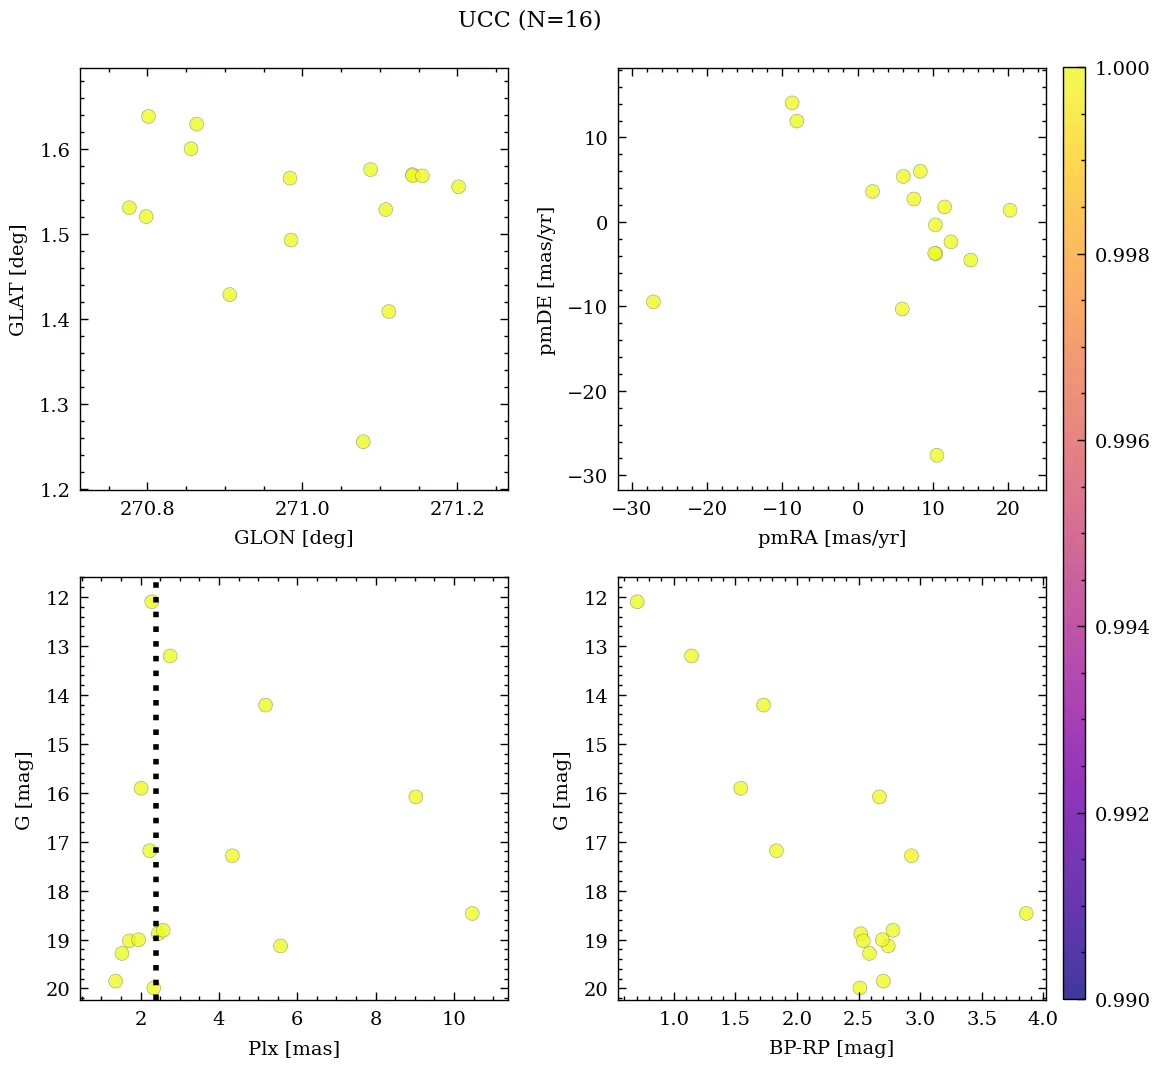 UCC (N=16)
1.6
1.5
1.4
1.3
1.2
GLAT [deg]
270.8 271.0 271.2
GLON [deg]
10
0
−10
−20
−30
pmDE [mas/yr]
−30 −20 −10 0 10 20
pmRA [mas/yr]
12
13
14
15
16
17
18
19
20
G [mag]
2 4 6 8 10
Plx [mas]
12
13
14
15
16
17
18
19
20
G [mag]
1.0 1.5 2.0 2.5 3.0 3.5 4.0
BP-RP [mag]
1.000
0.998
0.996
0.994
0.992
0.990